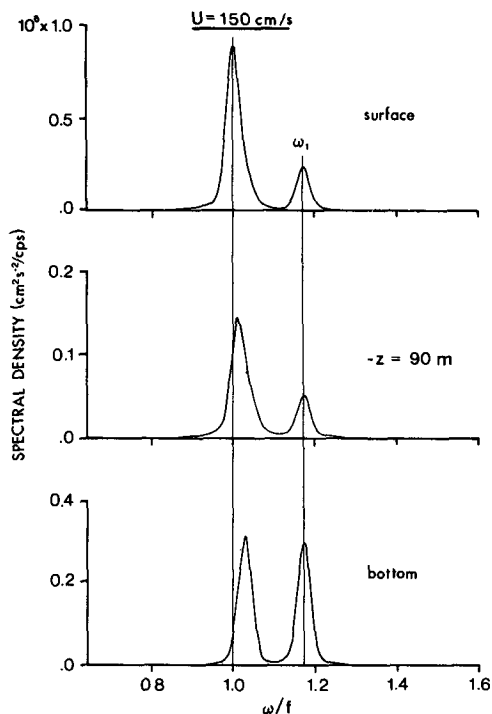 U = 150 cm/s
10⁸ x 1.0
0.5
.0
surface
ω₁
SPECTRAL DENSITY (cm²s⁻²/cps)
0.2
0.1
.0
-z = 90 m
0.4
0.2
.0
bottom
0.8 1.0 1.2 1.4 1.6
ω/f